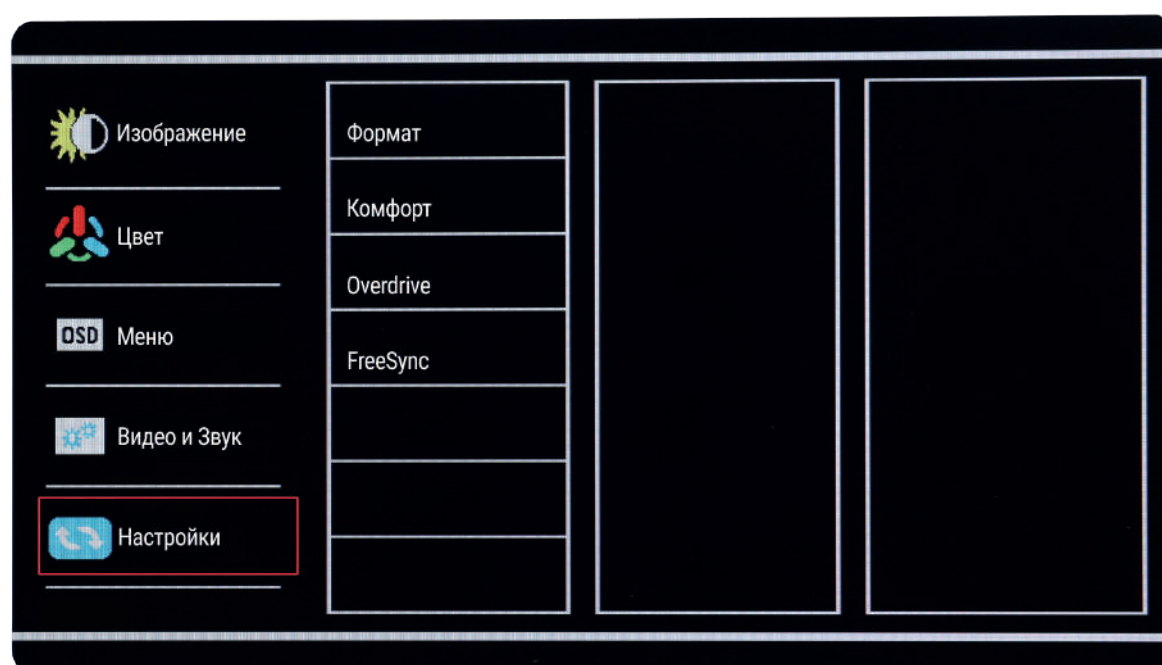 Изображение
Цвет
OSD Меню
Видео и Звук
Настройки
Формат
Комфорт
Overdrive
FreeSync